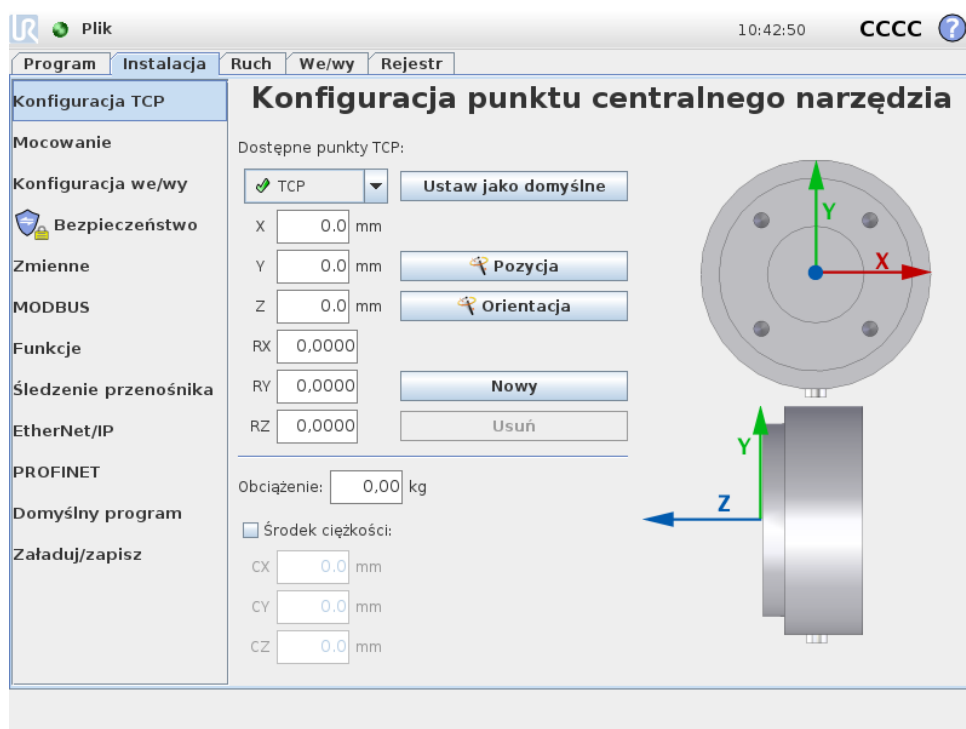 UR Plik 10:42:50 CCCC ?
Program Instalacja Ruch We/wy Rejestr
Konfiguracja TCP
Mocowanie
Konfiguracja we/wy
Bezpieczeństwo
Zmienne
MODBUS
Funkcje
Śledzenie przenośnika
EtherNet/IP
PROFINET
Domyślny program
Załaduj/zapisz
Konfiguracja punktu centralnego narzędzia
Dostępne punkty TCP:
TCP Ustaw jako domyślne
X 0.0 mm
Y 0.0 mm Pozycja
Z 0.0 mm Orientacja
RX 0,0000
RY 0,0000 Nowy
RZ 0,0000 Usuń
Obciążenie: 0,00 kg
Środek ciężkości:
CX 0.0 mm
CY 0.0 mm
CZ 0.0 mm
Y
X
Y
Z